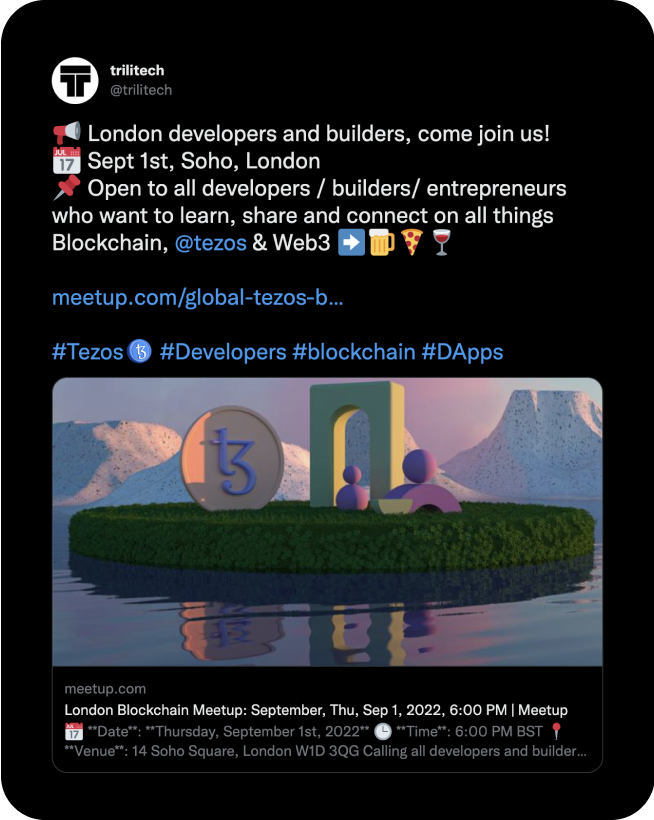 trilitech
@trilitech
📢 London developers and builders, come join us!
📅 Sept 1st, Soho, London
📌 Open to all developers / builders/ entrepreneurs
who want to learn, share and connect on all things
Blockchain, @tezos & Web3 ➡️🍺🍕🍷
meetup.com/global-tezos-b...
#Tezos #Developers #blockchain #DApps
meetup.com
London Blockchain Meetup: September, Thu, Sep 1, 2022, 6:00 PM | Meetup
📅 **Date**: **Thursday, September 1st, 2022** 🕒 **Time**: 6:00 PM BST 📍
**Venue**: 14 Soho Square, London W1D 3QG Calling all developers and builder...